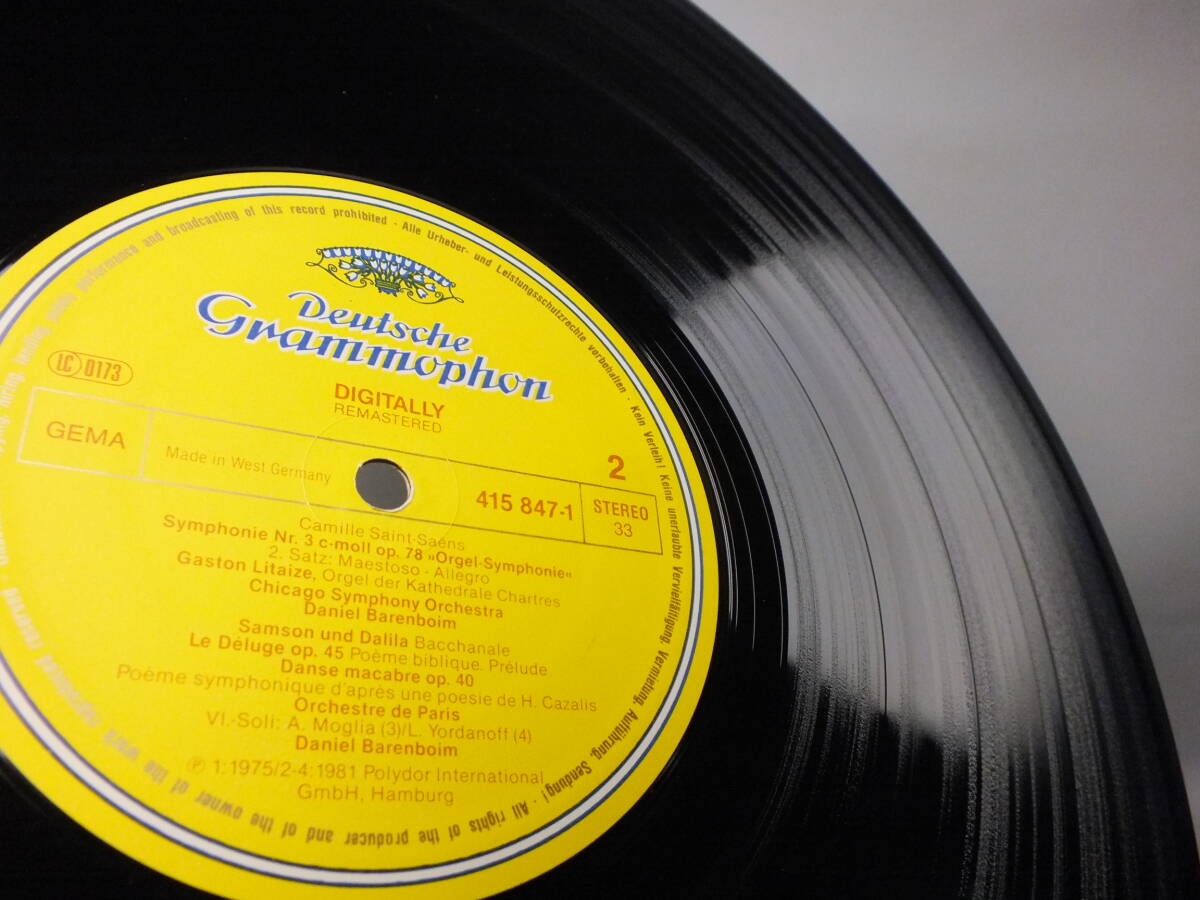 Deutsche
Grammophon
DIGITALLY
REMASTERED
LC 0173
GEMA
Made in West Germany
2
415 847-1
STEREO
33
Camille Saint-Saëns
Symphonie Nr. 3 c-moll op. 78 »Orgel-Symphonie«
2. Satz: Maestoso - Allegro
Gaston Litaize, Orgel der Kathedrale Chartres
Chicago Symphony Orchestra
Daniel Barenboim
Samson und Dalila Bacchanale
Le Déluge op. 45 Poème biblique. Prélude
Danse macabre op. 40
Poème symphonique d'après une poesie de H. Cazalis
Orchestre de Paris
Vl.-Soli: A. Moglia (3)/L. Yordanoff (4)
Daniel Barenboim
℗ 1:1975/2-4:1981 Polydor International
GmbH, Hamburg
All rights of the producer and of the owner of the work reproduced reserved ·
hiring, lending, public performance and broadcasting of this record prohibited · Alle Urheber- und Leistungsschutzrechte vorbehalten · Kein Verleih! Keine unerlaubte Vervielfältigung, Vermietung, Aufführung, Sendung! ·